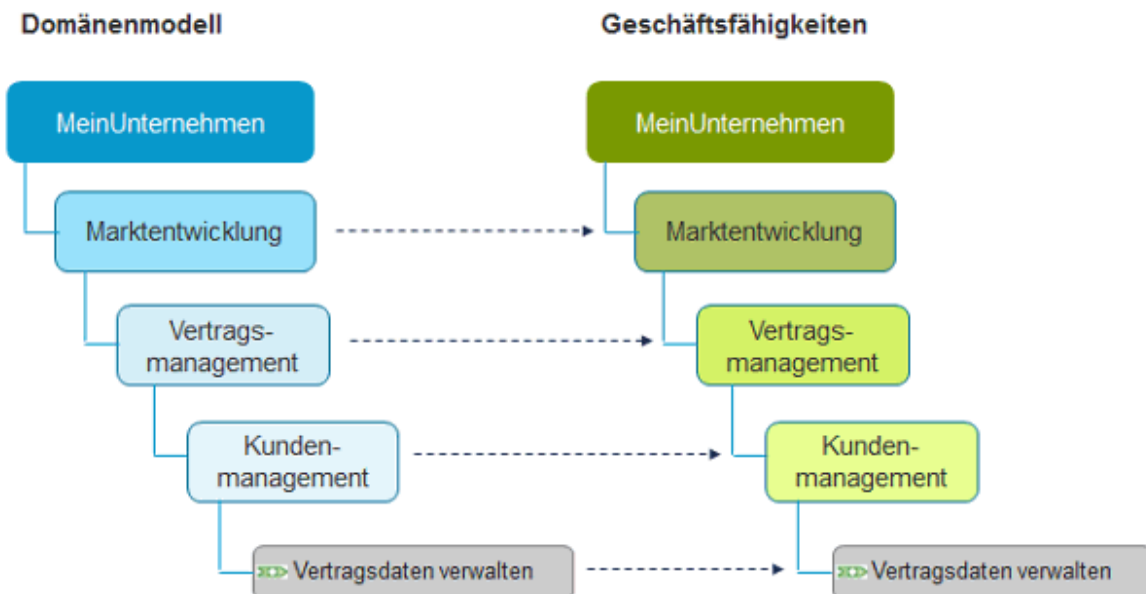 Domänenmodell
Geschäftsfähigkeiten
MeinUnternehmen
MeinUnternehmen
Marktentwicklung
Marktentwicklung
Vertrags-
management
Vertrags-
management
Kunden-
management
Kunden-
management
Vertragsdaten verwalten
Vertragsdaten verwalten